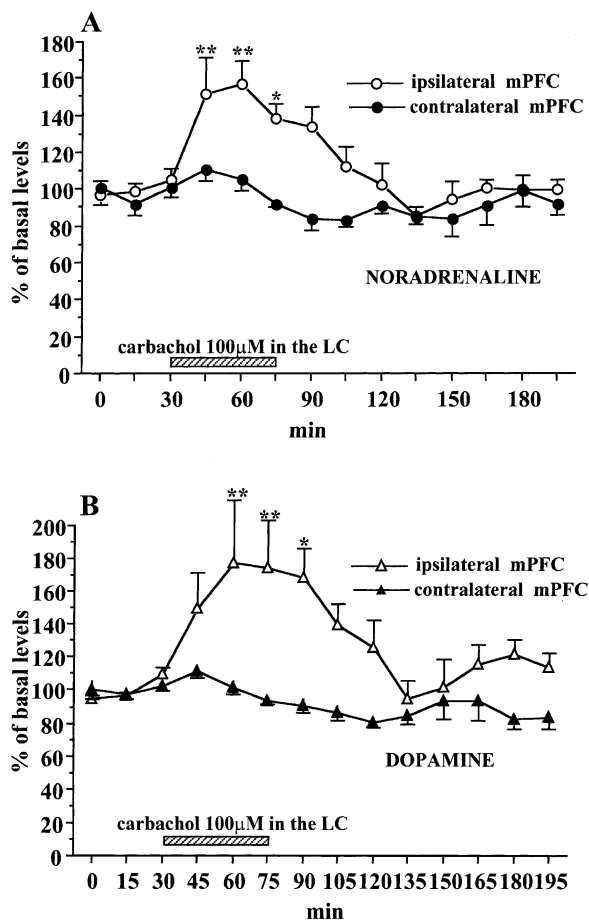 A
180
160
140
120
100
80
60
40
20
0
% of basal levels
** ** *
ipsilateral mPFC
contralateral mPFC
NORADRENALINE
carbachol 100μM in the LC
0 30 60 90 120 150 180
min
B
200
180
160
140
120
100
80
60
40
20
0
% of basal levels
** ** *
ipsilateral mPFC
contralateral mPFC
DOPAMINE
carbachol 100μM in the LC
0 15 30 45 60 75 90 105 120 135 150 165 180 195
min